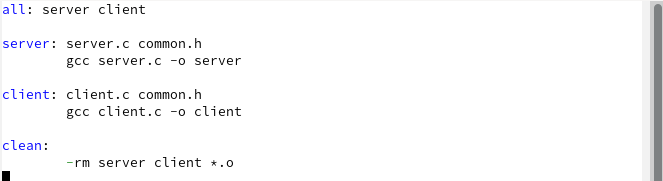 all: server client
server: server.c common.h
gcc server.c -o server
client: client.c common.h
gcc client.c -o client
clean:
-rm server client *.o